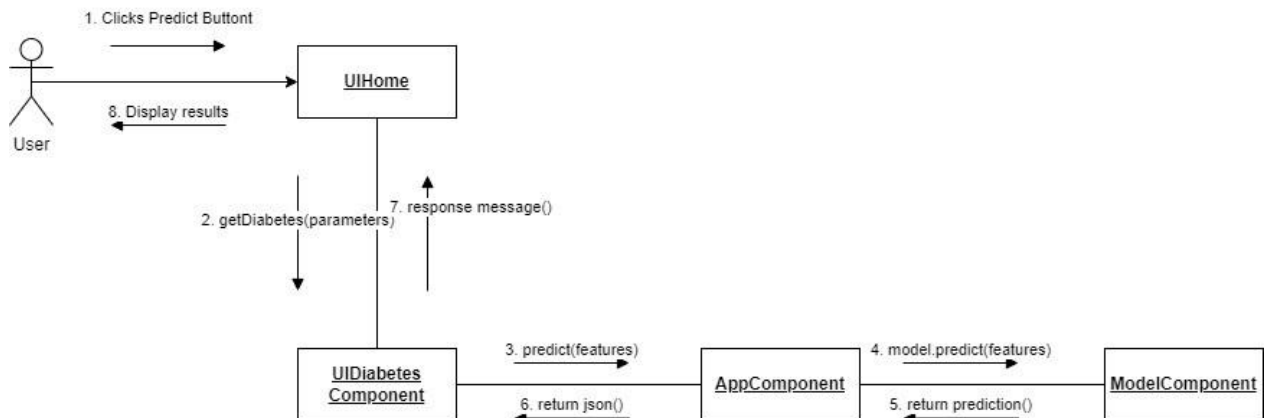 1. Clicks Predict Buttont
UIHome
8. Display results
User
7. response message()
2. getDiabetes(parameters)
3. predict(features)
4. model.predict(features)
UIDiabetes
Component
AppComponent
ModelComponent
6. return json()
5. return prediction()